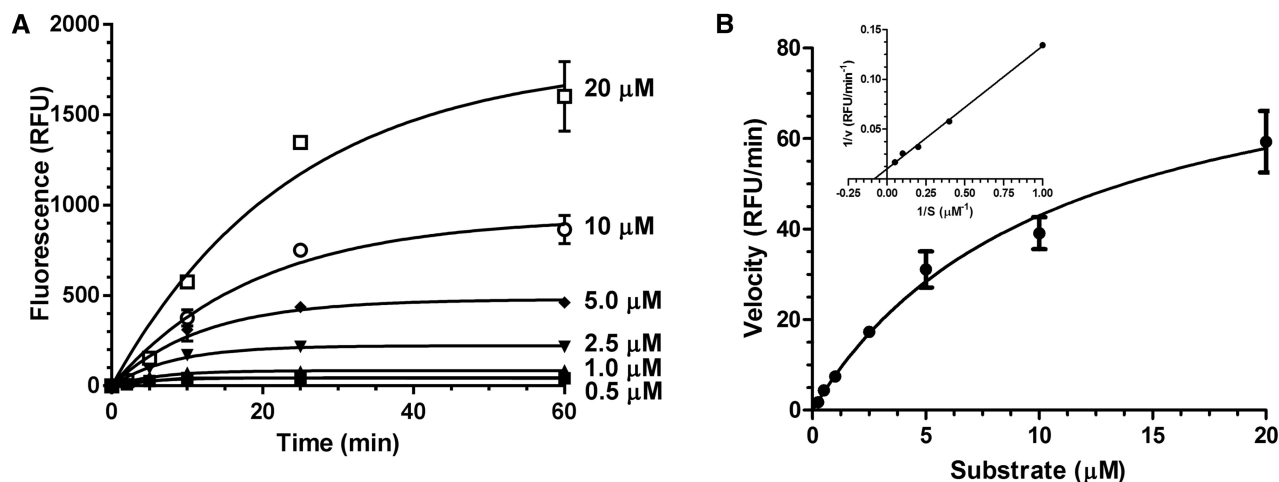 A
Fluorescence (RFU)
2000
1500
1000
500
0
0 20 40 60
Time (min)
20 μM
10 μM
5.0 μM
2.5 μM
1.0 μM
0.5 μM
B
Velocity (RFU/min)
80
60
40
20
0
0 5 10 15 20
Substrate (μM)
1/v (RFU/min⁻¹)
0.15
0.10
0.05
-0.25 0.00 0.25 0.50 0.75 1.00
1/S (μM⁻¹)